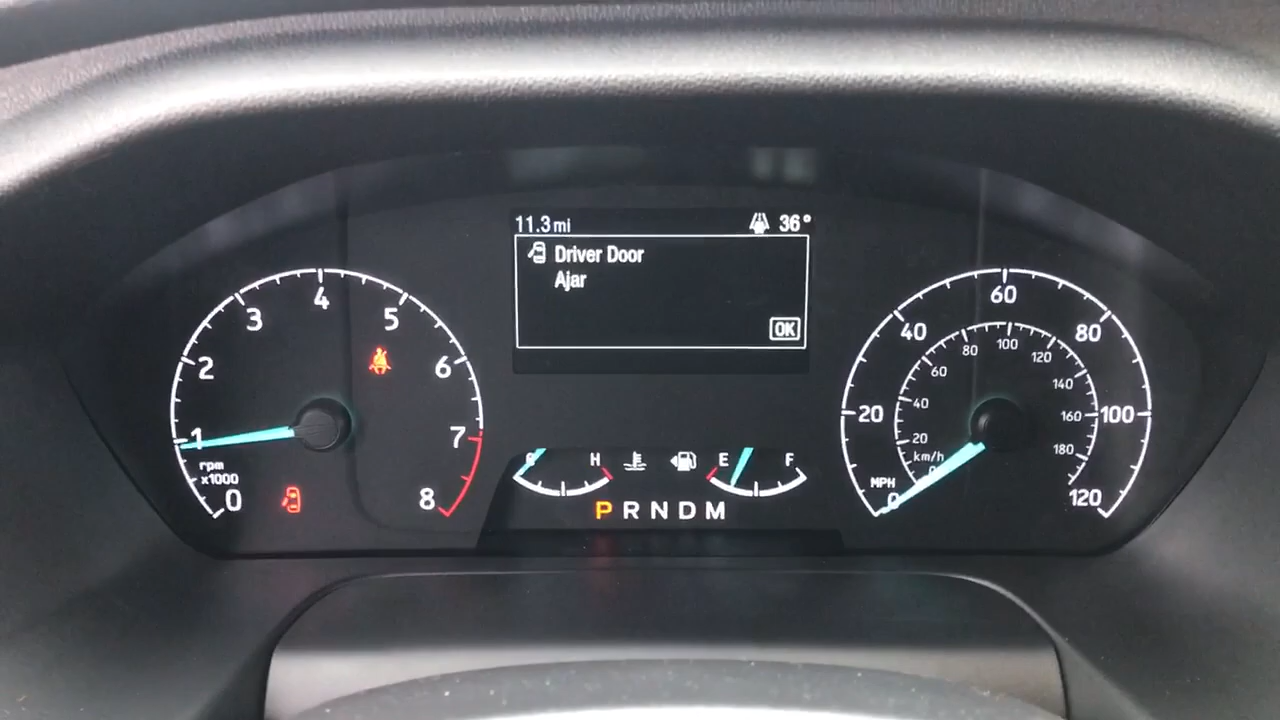 11.3 mi 36°
Driver Door
Ajar
OK
0 1 2 3 4 5 6 7 8
rpm
x1000
C H
E F
P R N D M
0 20 40 60 80 100 120
MPH
0 20 40 60 80 100 120 140 160 180
km/h